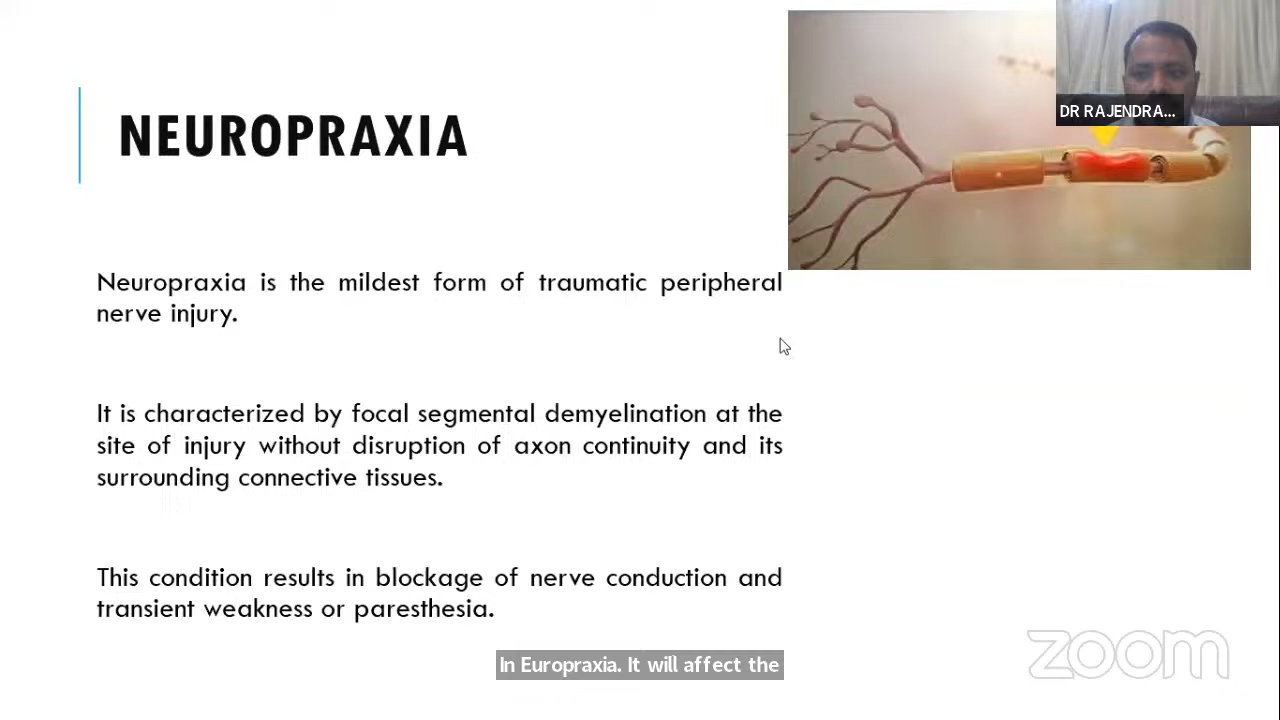 NEUROPRAXIA
DR RAJENDRA...
Neuropraxia is the mildest form of traumatic peripheral
nerve injury.
It is characterized by focal segmental demyelination at the
site of injury without disruption of axon continuity and its
surrounding connective tissues.
This condition results in blockage of nerve conduction and
transient weakness or paresthesia.
In Europraxia. It will affect the
zoom